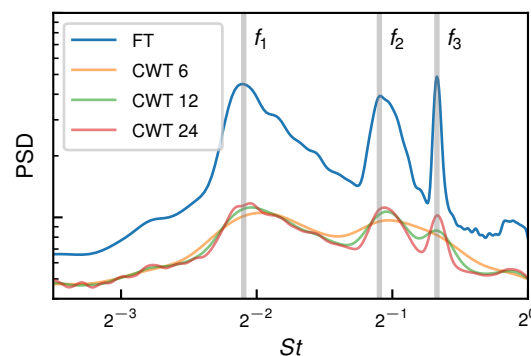 f₁ f₂ f₃
FT
CWT 6
CWT 12
CWT 24
PSD
2⁻³ 2⁻² 2⁻¹ 2⁰
St